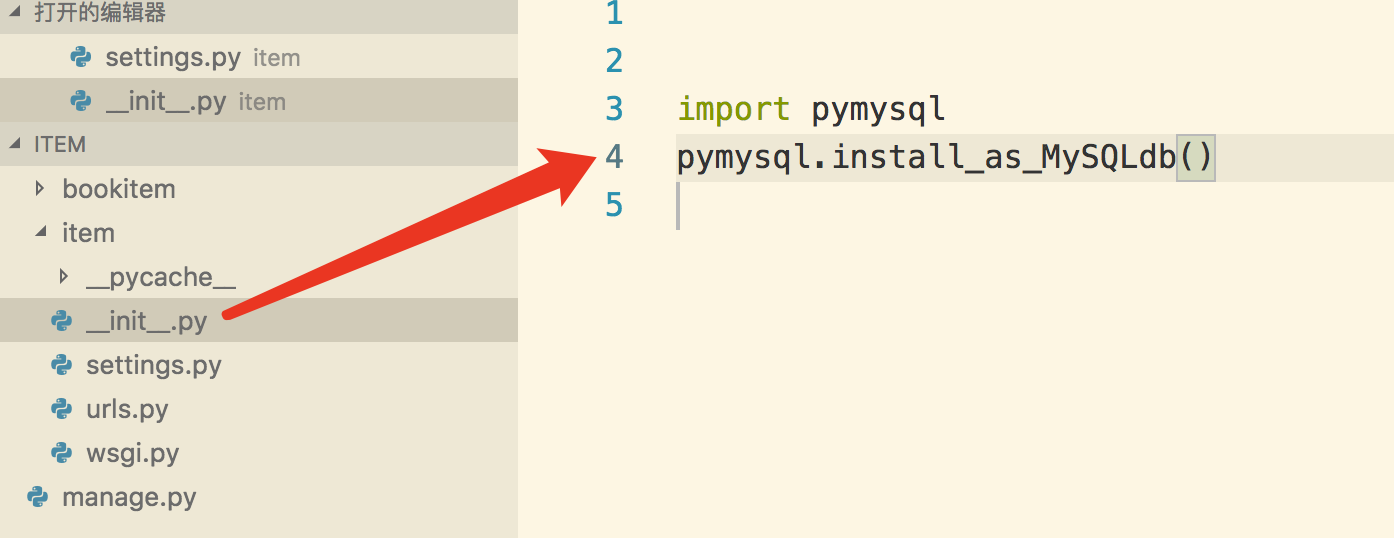 打开的编辑器
settings.py item
__init__.py item
ITEM
bookitem
item
__pycache__
__init__.py
settings.py
urls.py
wsgi.py
manage.py
1
2
3 import pymysql
4 pymysql.install_as_MySQLdb()
5